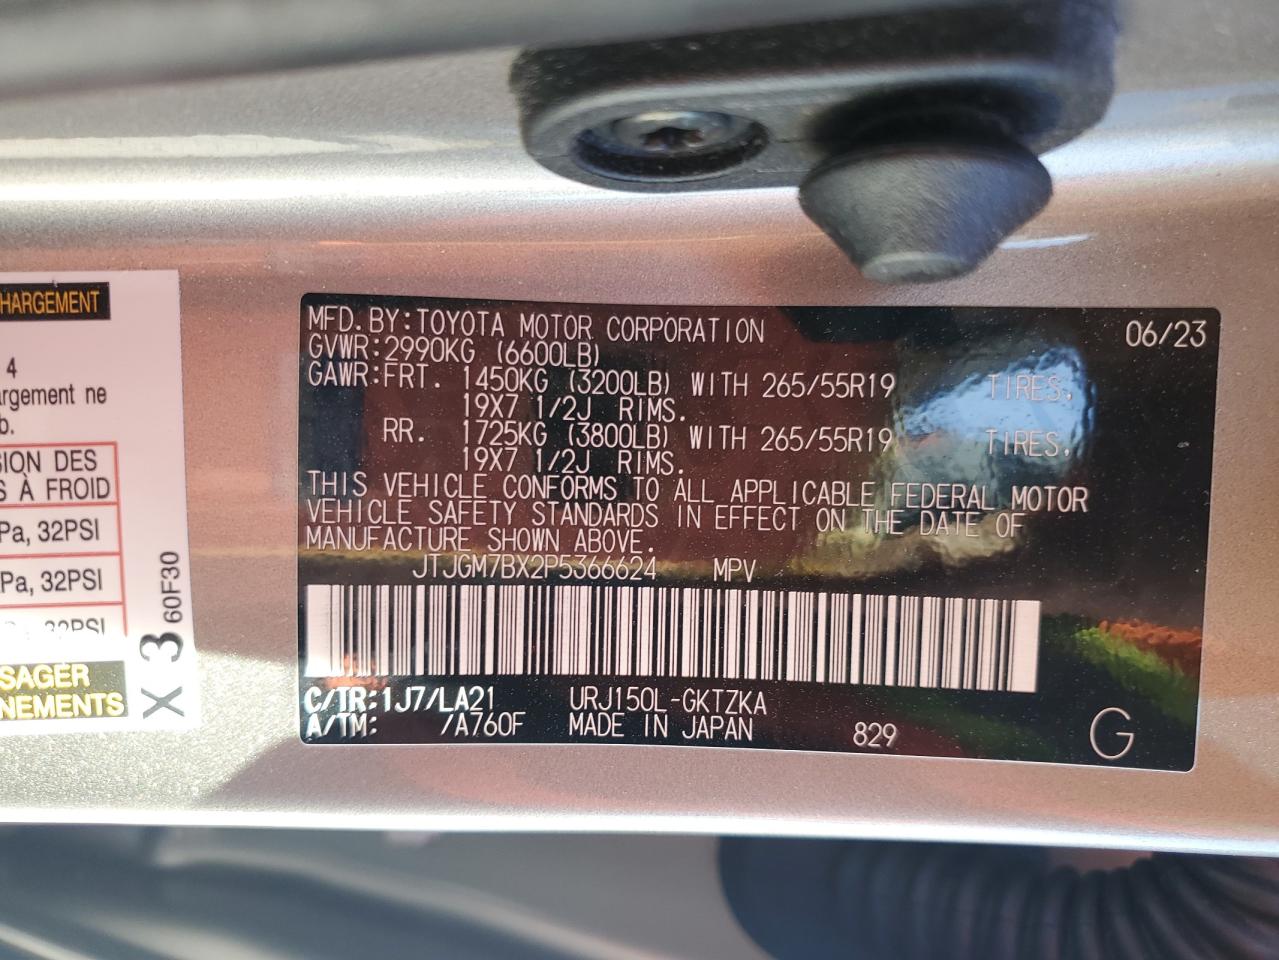 HARGEMENT
4
rgement ne
b.
SION DES
S À FROID
Pa, 32PSI
Pa, 32PSI
32PSI
SAGER
NEMENTS
X 3 60F30
MFD.BY:TOYOTA MOTOR CORPORATION 06/23
GVWR:2990KG (6600LB)
GAWR:FRT. 1450KG (3200LB) WITH 265/55R19 TIRES,
19X7 1/2J RIMS.
RR. 1725KG (3800LB) WITH 265/55R19 TIRES,
19X7 1/2J RIMS.
THIS VEHICLE CONFORMS TO ALL APPLICABLE FEDERAL MOTOR
VEHICLE SAFETY STANDARDS IN EFFECT ON THE DATE OF
MANUFACTURE SHOWN ABOVE.
JTJGM7BX2P5366624 MPV
C/TR:1J7/LA21 URJ150L-GKTZKA
A/TM: /A760F MADE IN JAPAN 829 G